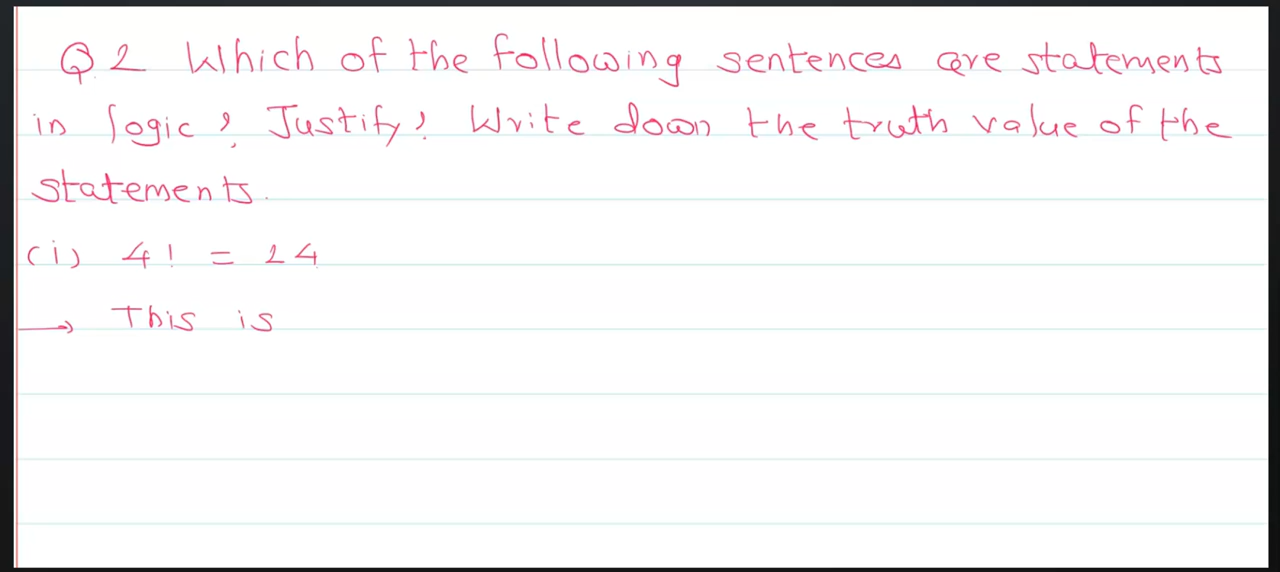 Q 2 Which of the following sentences are statements
in logic? Justify? Write down the truth value of the
statements.
(i) 4! = 24
→ This is